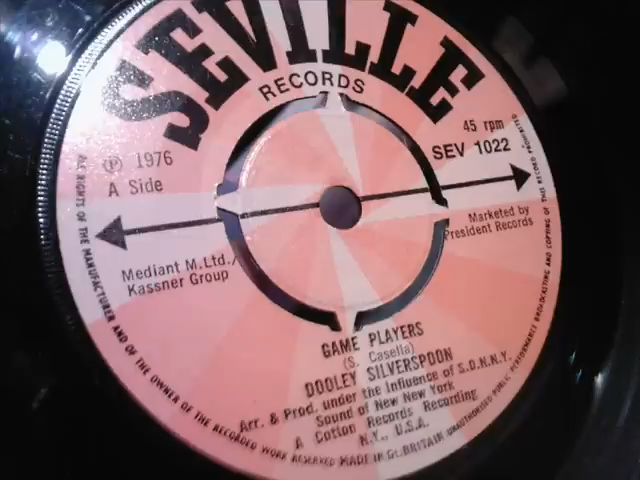 SEVILLE
RECORDS
45 rpm
SEV 1022
℗ 1976
A Side
Marketed by
President Records
Mediant M.Ltd./
Kassner Group
GAME PLAYERS
(S. Casella)
DOOLEY SILVERSPOON
Arr. & Prod. under the Influence of S.O.N.N.Y.
Sound of New New York
A Cotton Records Recording
N.Y., U.S.A.
ALL RIGHTS OF THE MANUFACTURER AND OF THE OWNER OF THE RECORDED WORK RESERVED MADE IN GT. BRITAIN UNAUTHORISED PUBLIC PERFORMANCE BROADCASTING AND COPYING OF THIS RECORD PROHIBITED